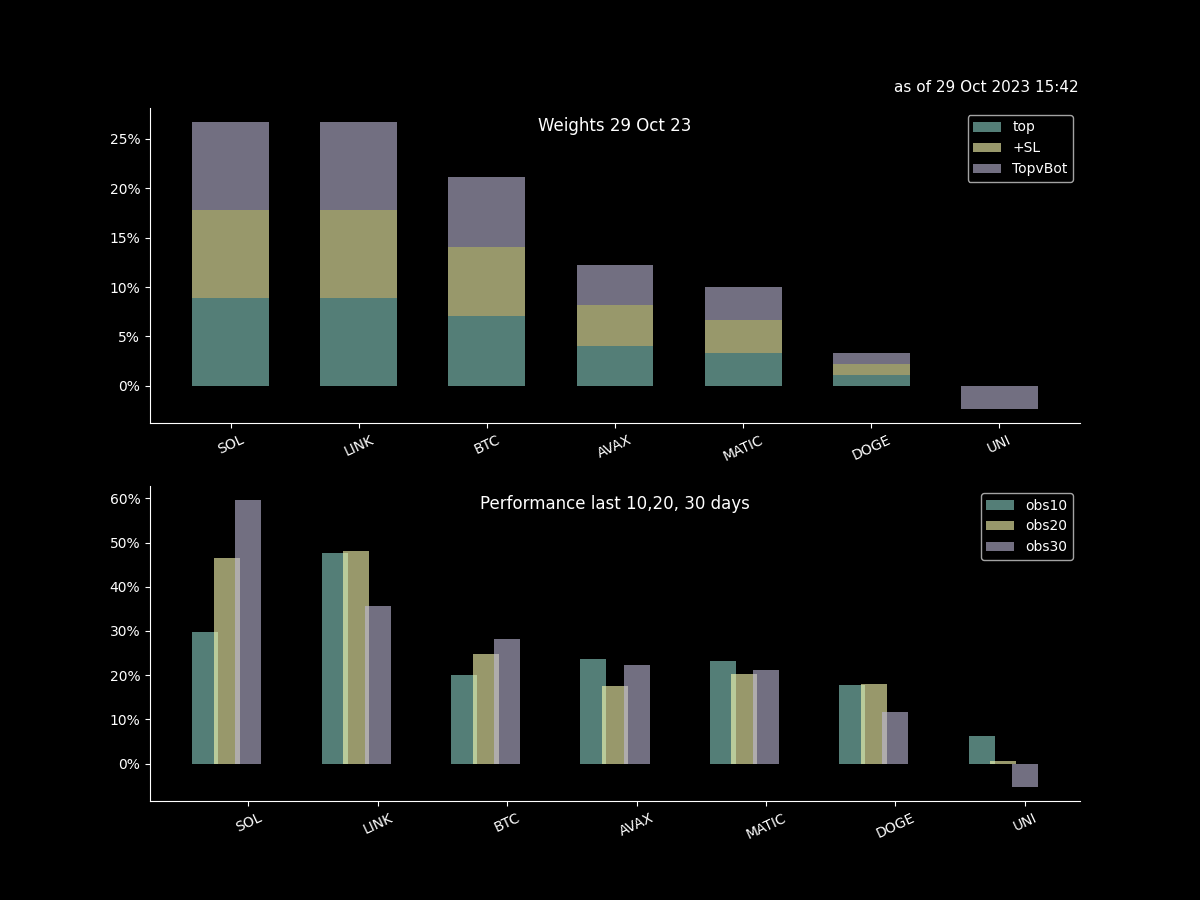 as of 29 Oct 2023 15:42
Weights 29 Oct 23
top
+SL
TopvBot
25%
20%
15%
10%
5%
0%
SOL
LINK
BTC
AVAX
MATIC
DOGE
UNI
Performance last 10,20, 30 days
obs10
obs20
obs30
60%
50%
40%
30%
20%
10%
0%
SOL
LINK
BTC
AVAX
MATIC
DOGE
UNI